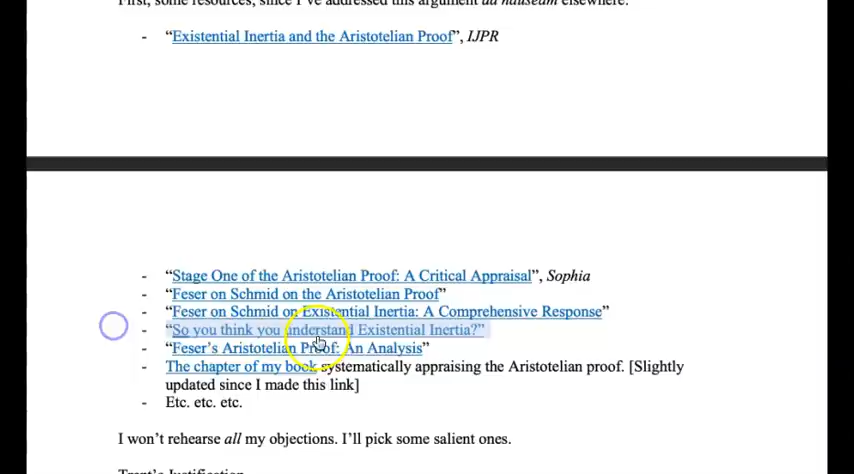 First, some resources, since I've addressed this argument ad nauseam elsewhere:
- “Existential Inertia and the Aristotelian Proof”, IJPR
- “Stage One of the Aristotelian Proof: A Critical Appraisal”, Sophia
- “Feser on Schmid on the Aristotelian Proof”
- “Feser on Schmid on Existential Inertia: A Comprehensive Response”
- “So you think you understand Existential Inertia?”
- “Feser’s Aristotelian Proof: An Analysis”
- The chapter of my book systematically appraising the Aristotelian proof. [Slightly
updated since I made this link]
- Etc. etc. etc.
I won’t rehearse all my objections. I’ll pick some salient ones.
Trent’s Justification